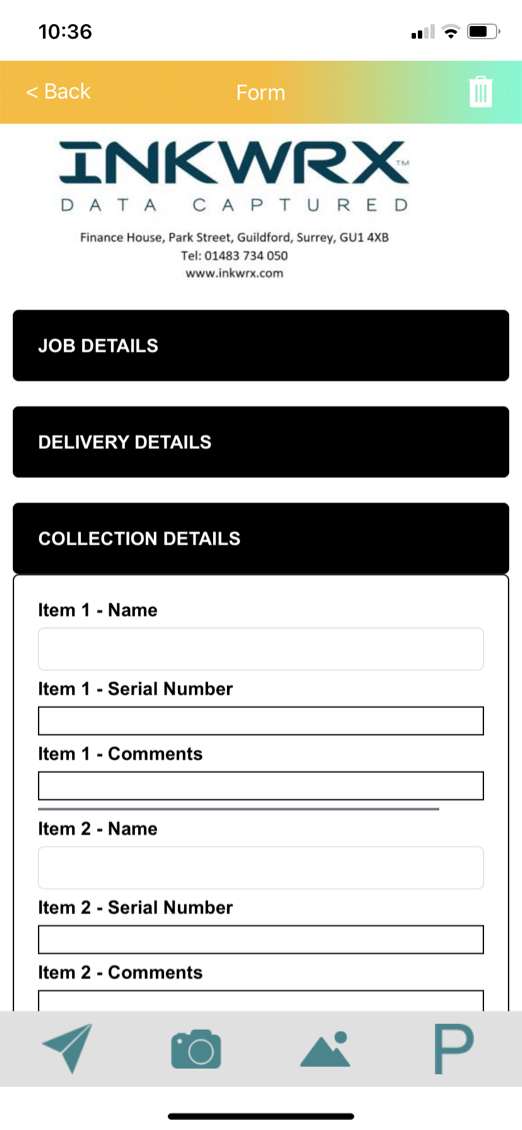 10:36
< Back
Form
INKWRX™
DATA CAPTURED
Finance House, Park Street, Guildford, Surrey, GU1 4XB
Tel: 01483 734 050
www.inkwrx.com
JOB DETAILS
DELIVERY DETAILS
COLLECTION DETAILS
Item 1 - Name
Item 1 - Serial Number
Item 1 - Comments
Item 2 - Name
Item 2 - Serial Number
Item 2 - Comments
P